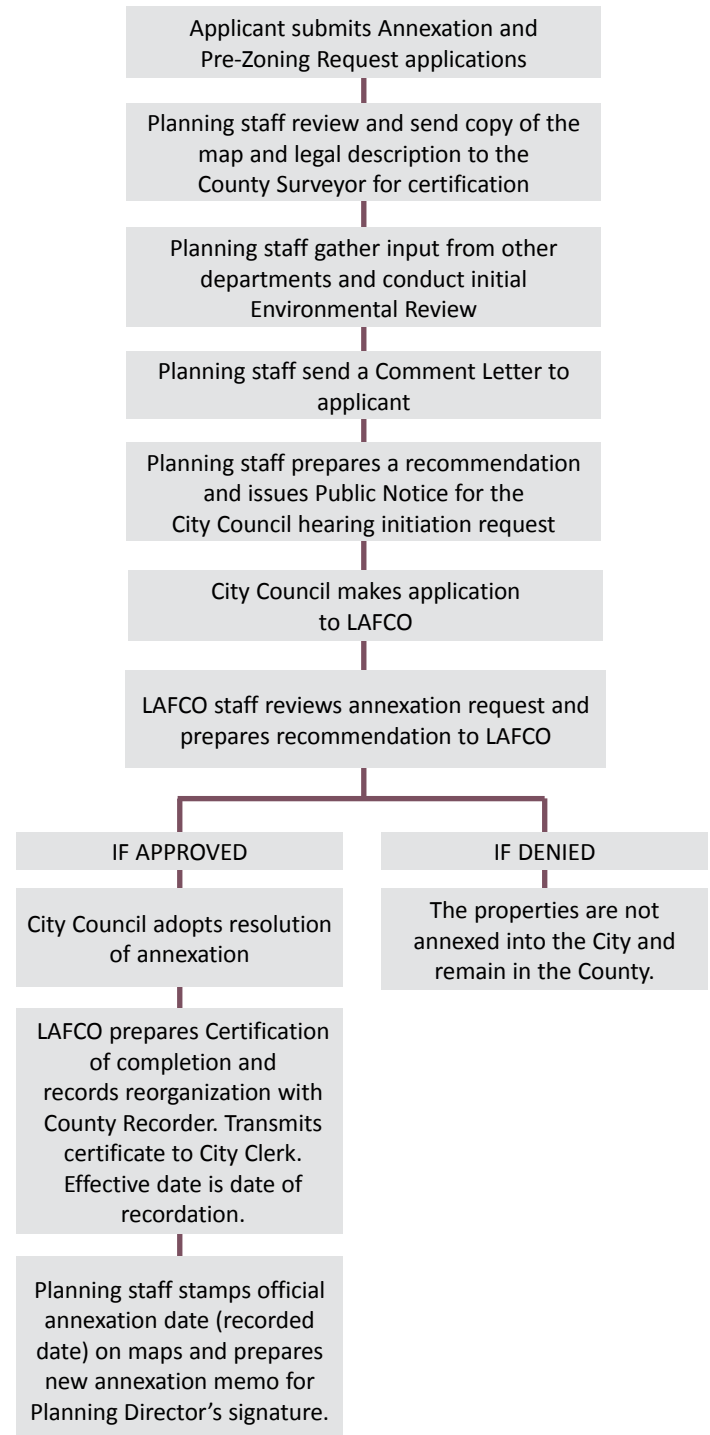 Applicant submits Annexation and
Pre-Zoning Request applications
Planning staff review and send copy of the
map and legal description to the
County Surveyor for certification
Planning staff gather input from other
departments and conduct initial
Environmental Review
Planning staff send a Comment Letter to
applicant
Planning staff prepares a recommendation
and issues Public Notice for the
City Council hearing initiation request
City Council makes application
to LAFCO
LAFCO staff reviews annexation request and
prepares recommendation to LAFCO
IF APPROVED
City Council adopts resolution
of annexation
LAFCO prepares Certification
of completion and
records reorganization with
County Recorder. Transmits
certificate to City Clerk.
Effective date is date of
recordation.
Planning staff stamps official
annexation date (recorded
date) on maps and prepares
new annexation memo for
Planning Director’s signature.
IF DENIED
The properties are not
annexed into the City and
remain in the County.